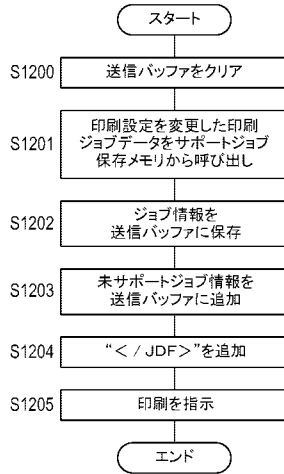 スタート
S1200
送信バッファをクリア
S1201
印刷設定を変更した印刷
ジョブデータをサポートジョブ
保存メモリから呼び出し
S1202
ジョブ情報を
送信バッファに保存
S1203
未サポートジョブ情報を
送信バッファに追加
S1204
“＜／JDF＞”を追加
S1205
印刷を指示
エンド